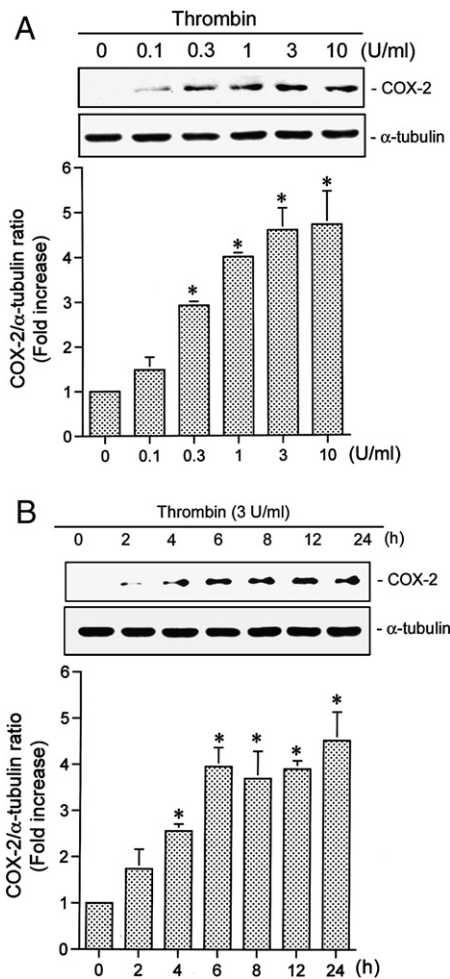 A
Thrombin
0 0.1 0.3 1 3 10 (U/ml)
- COX-2
- α-tubulin
COX-2/α-tubulin ratio
(Fold increase)
6
5
4
3
2
1
0
* * * *
0 0.1 0.3 1 3 10 (U/ml)
B
Thrombin (3 U/ml)
0 2 4 6 8 12 24 (h)
- COX-2
- α-tubulin
COX-2/α-tubulin ratio
(Fold increase)
6
5
4
3
2
1
0
* * * * *
0 2 4 6 8 12 24 (h)